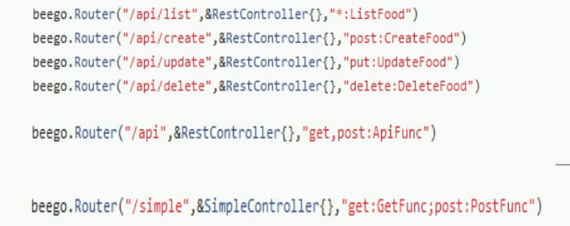 beego.Router("/api/list",&RestController{},"*:ListFood")
beego.Router("/api/create",&RestController{},"post:CreateFood")
beego.Router("/api/update",&RestController{},"put:UpdateFood")
beego.Router("/api/delete",&RestController{},"delete:DeleteFood")
beego.Router("/api",&RestController{},"get,post:ApiFunc")
beego.Router("/simple",&SimpleController{},"get:GetFunc;post:PostFunc")